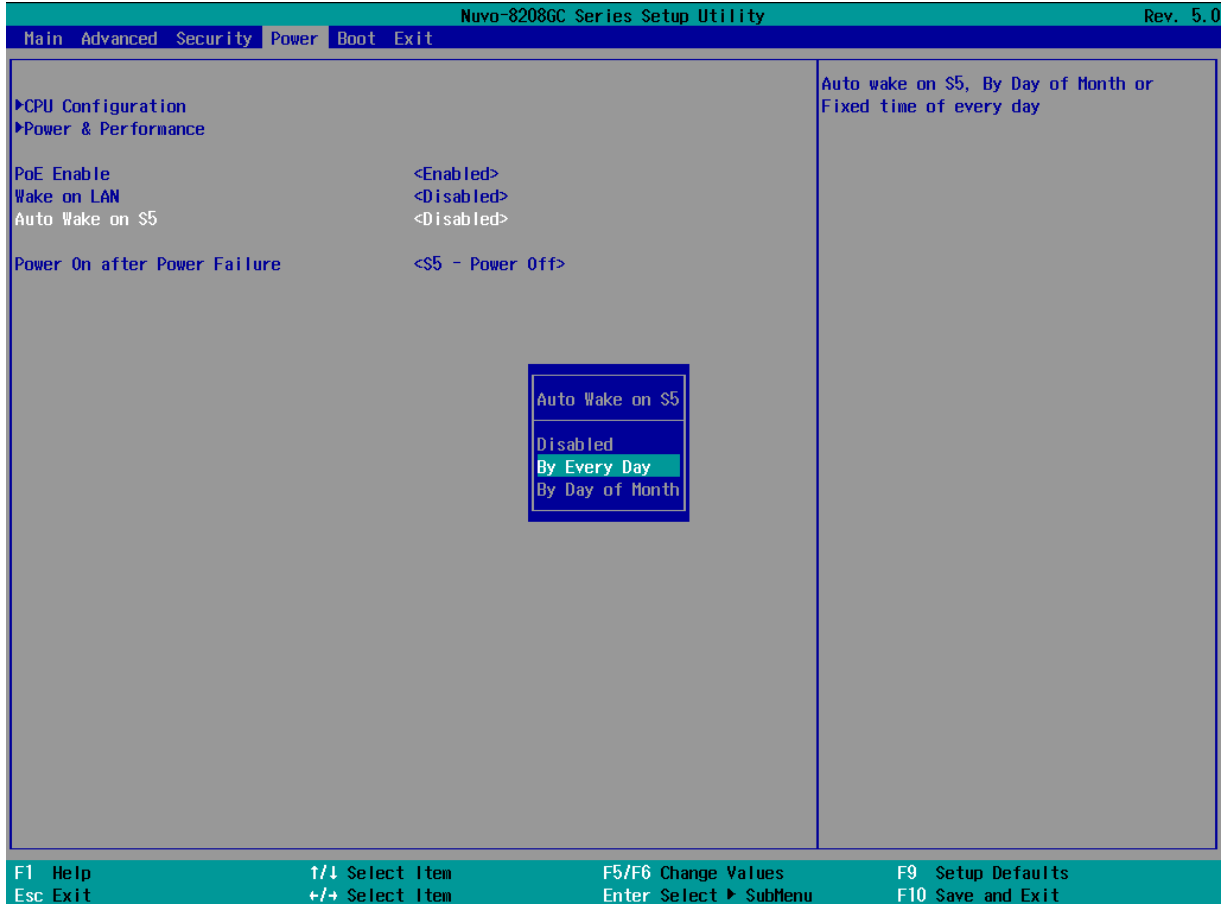 Nuvo-8208GC Series Setup Utility Rev. 5.0
Main Advanced Security Power Boot Exit
▶CPU Configuration
▶Power & Performance
PoE Enable <Enabled>
Wake on LAN <Disabled>
Auto Wake on S5 <Disabled>
Power On after Power Failure <S5 - Power Off>
Auto wake on S5, By Day of Month or
Fixed time of every day
Auto Wake on S5
Disabled
By Every Day
By Day of Month
F1 Help ↑/↓ Select Item F5/F6 Change Values F9 Setup Defaults
Esc Exit ←/→ Select Item Enter Select ▶ SubMenu F10 Save and Exit